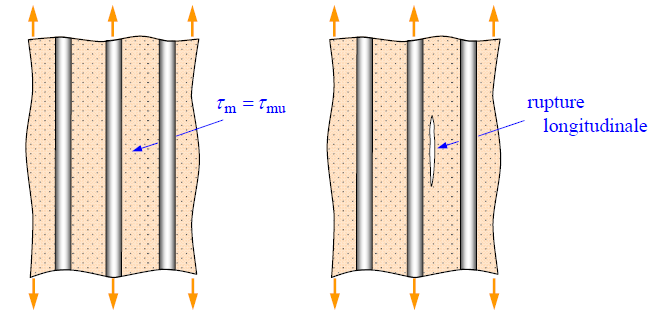 τm = τmu
rupture
longitudinale